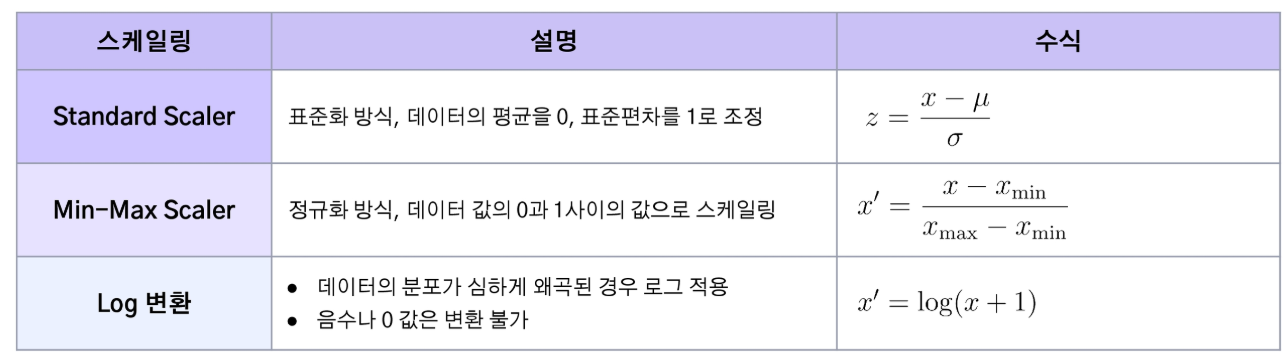 스케일링 설명 수식
Standard Scaler 표준화 방식, 데이터의 평균을 0, 표준편차를 1로 조정 z = \frac{x - μ}{σ}
Min-Max Scaler 정규화 방식, 데이터 값의 0과 1사이의 값으로 스케일링 x′ = \frac{x - x_{min}}{x_{max} - x_{min}}
Log 변환
● 데이터의 분포가 심하게 왜곡된 경우 로그 적용
● 음수나 0 값은 변환 불가
x′ = log(x + 1)